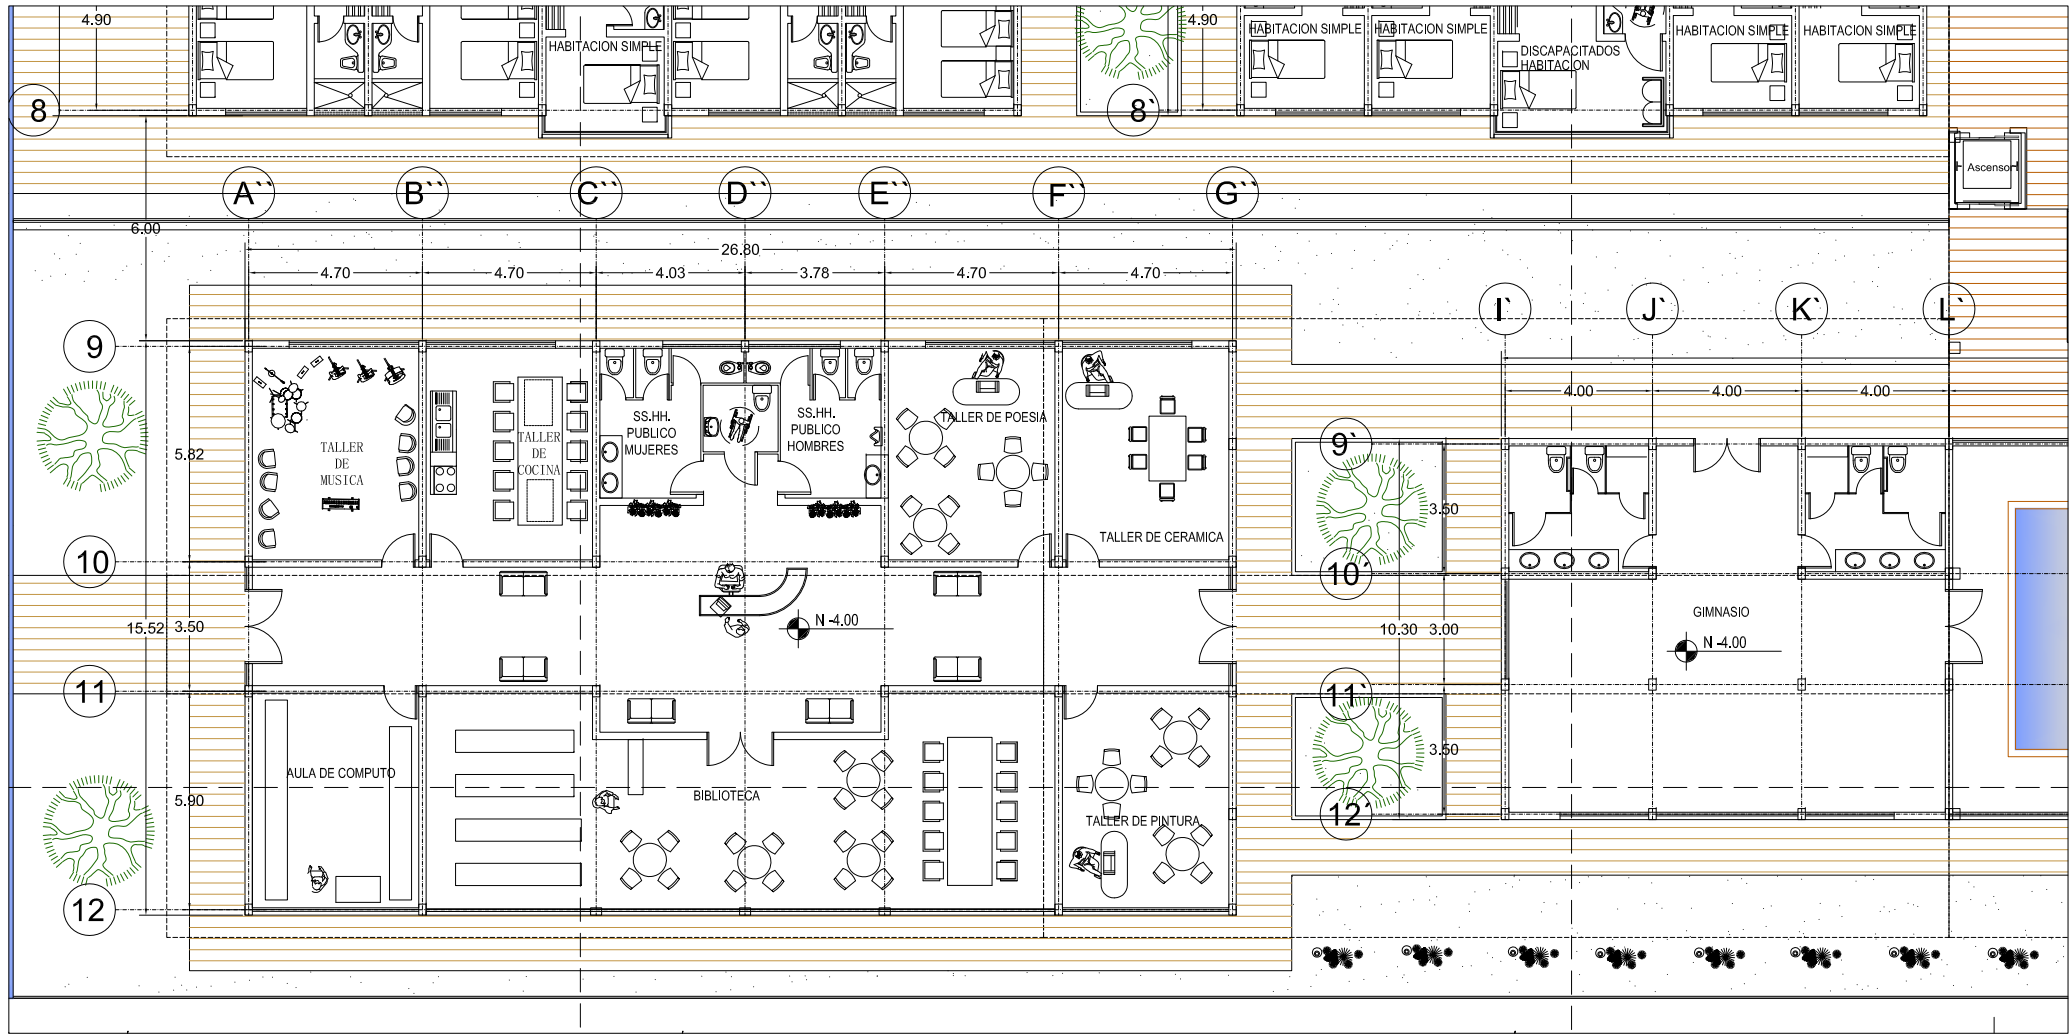 4.90
4.90
HABITACION SIMPLE
HABITACION SIMPLE
HABITACION SIMPLE
DISCAPACITADOS
HABITACION
HABITACION SIMPLE
HABITACION SIMPLE
8
8`
Ascensor
A``
B``
C``
D``
E``
F``
G``
6.00
26.80
4.70
4.70
4.03
3.78
4.70
4.70
I`
J`
K`
L`
4.00
4.00
4.00
9
9`
5.82
TALLER
DE
MUSICA
TALLER
DE
COCINA
SS.HH.
PUBLICO
MUJERES
SS.HH.
PUBLICO
HOMBRES
TALLER DE POESIA
TALLER DE CERAMICA
3.50
10
10`
15.52
3.50
N -4.00
10.30
3.00
GIMNASIO
N -4.00
11
11`
3.50
AULA DE COMPUTO
BIBLIOTECA
TALLER DE PINTURA
5.90
12`
12